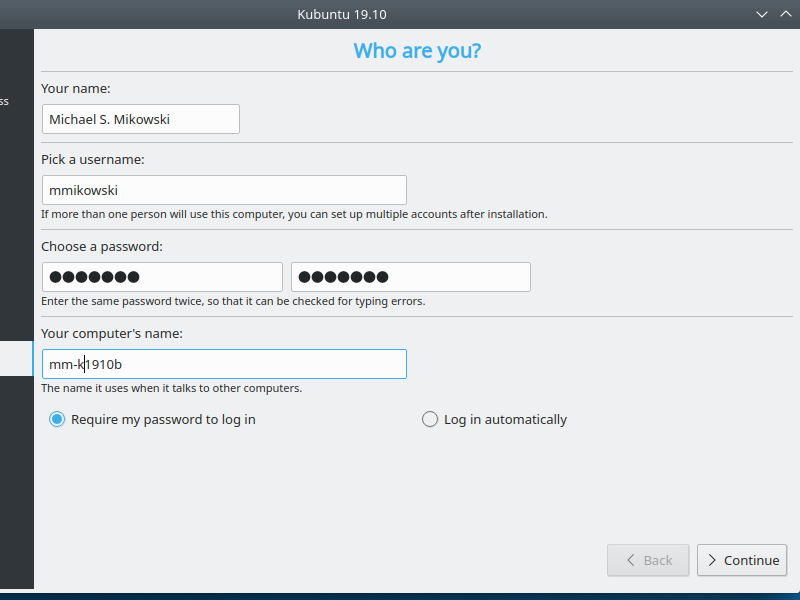 Kubuntu 19.10
ss
Who are you?
Your name:
Michael S. Mikowski
Pick a username:
mmikowski
If more than one person will use this computer, you can set up multiple accounts after installation.
Choose a password:
●●●●●●● ●●●●●●●
Enter the same password twice, so that it can be checked for typing errors.
Your computer's name:
mm-k1910b
The name it uses when it talks to other computers.
Require my password to log in Log in automatically
Back Continue